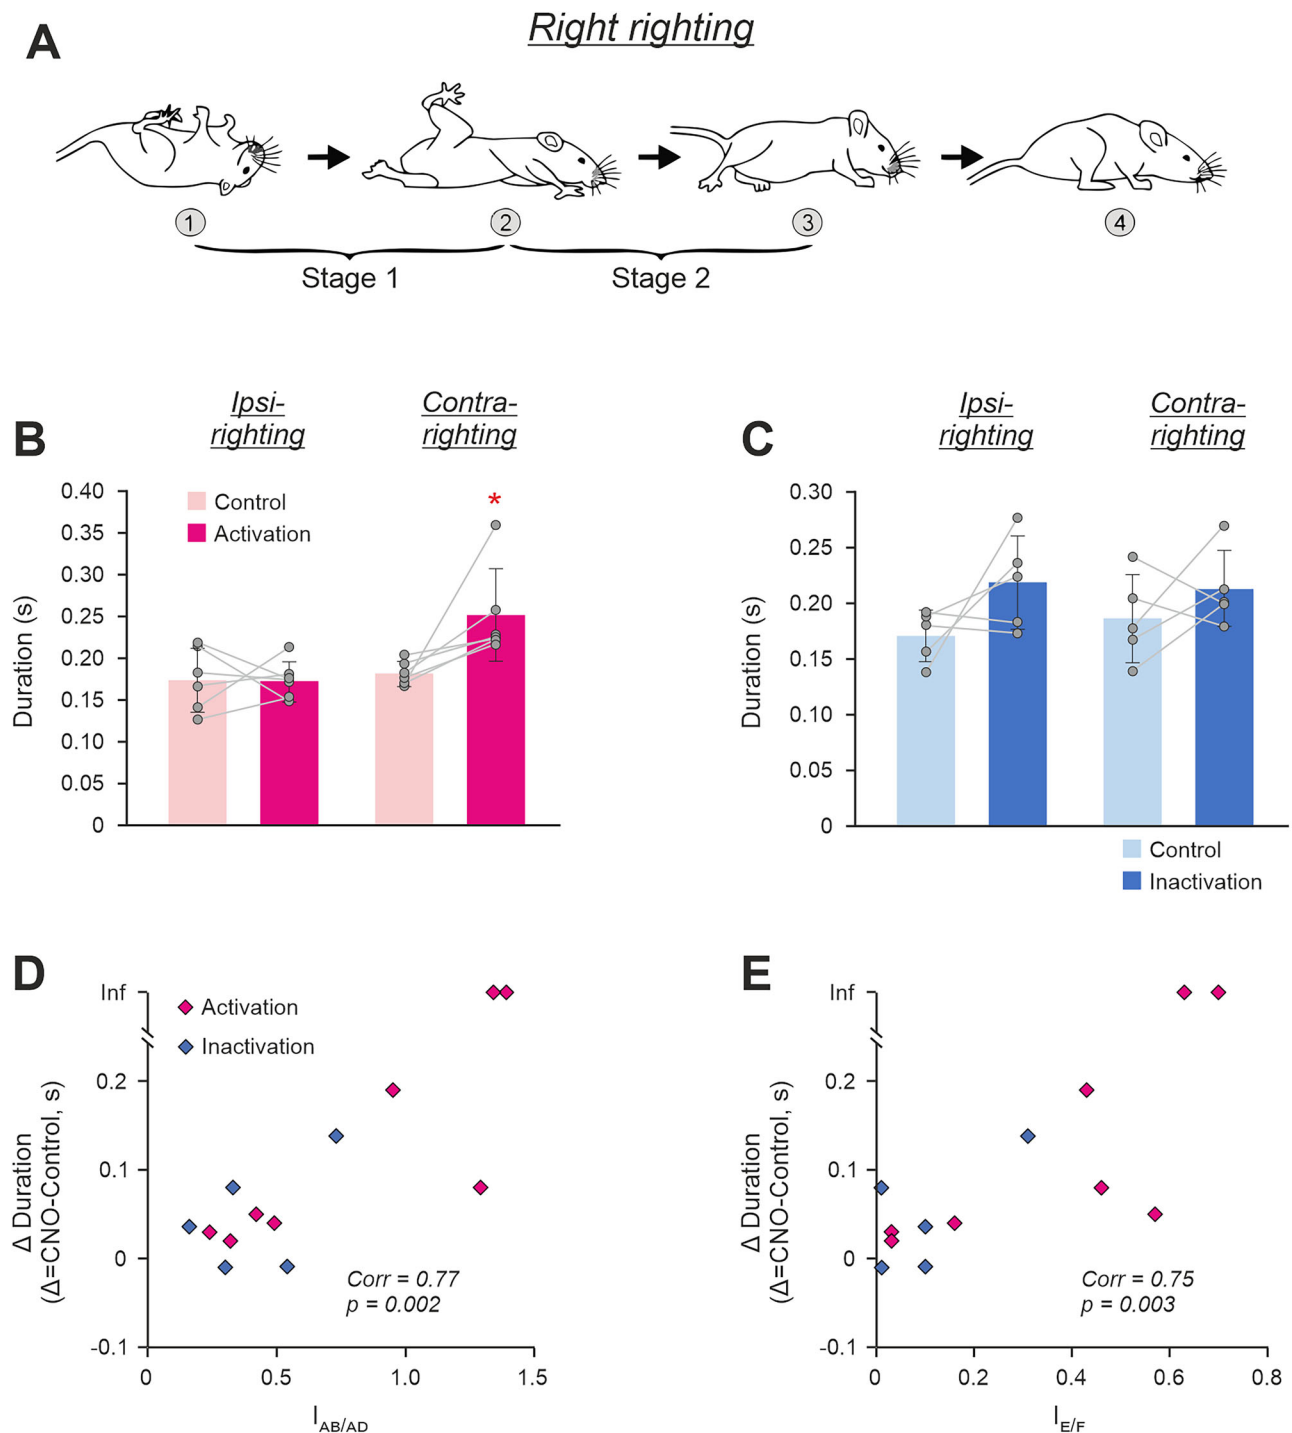 Right righting
A
1
2
3
4
Stage 1
Stage 2
B
Ipsi-
righting
Contra-
righting
Control
Activation
*
Duration (s)
0.40
0.35
0.30
0.25
0.20
0.15
0.10
0.05
0
C
Ipsi-
righting
Contra-
righting
Duration (s)
0.30
0.25
0.20
0.15
0.10
0.05
0
Control
Inactivation
D
Inf
Activation
Inactivation
0.2
0.1
0
-0.1
Δ Duration
(Δ=CNO-Control, s)
Corr = 0.77
p = 0.002
0 0.5 1.0 1.5
I_AB/AD
E
Inf
0.2
0.1
0
-0.1
Δ Duration
(Δ=CNO-Control, s)
Corr = 0.75
p = 0.003
0 0.2 0.4 0.6 0.8
I_E/F